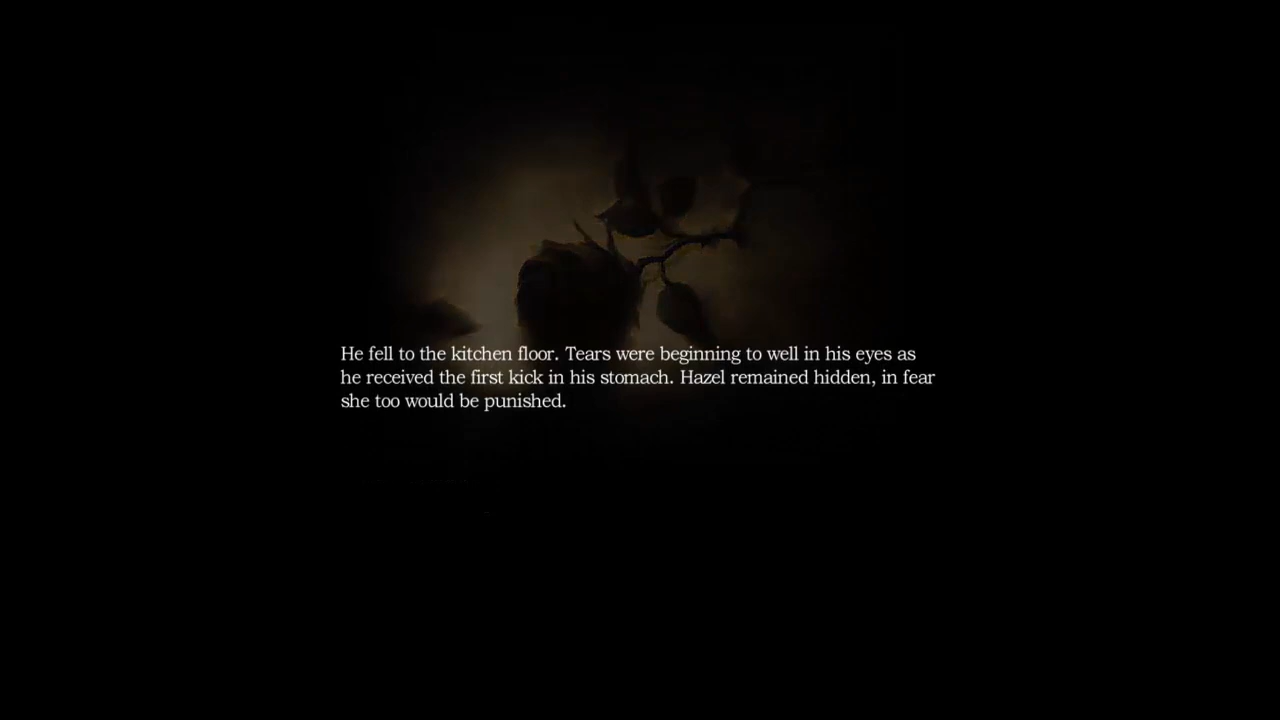 He fell to the kitchen floor. Tears were beginning to well in his eyes as
he received the first kick in his stomach. Hazel remained hidden, in fear
she too would be punished.